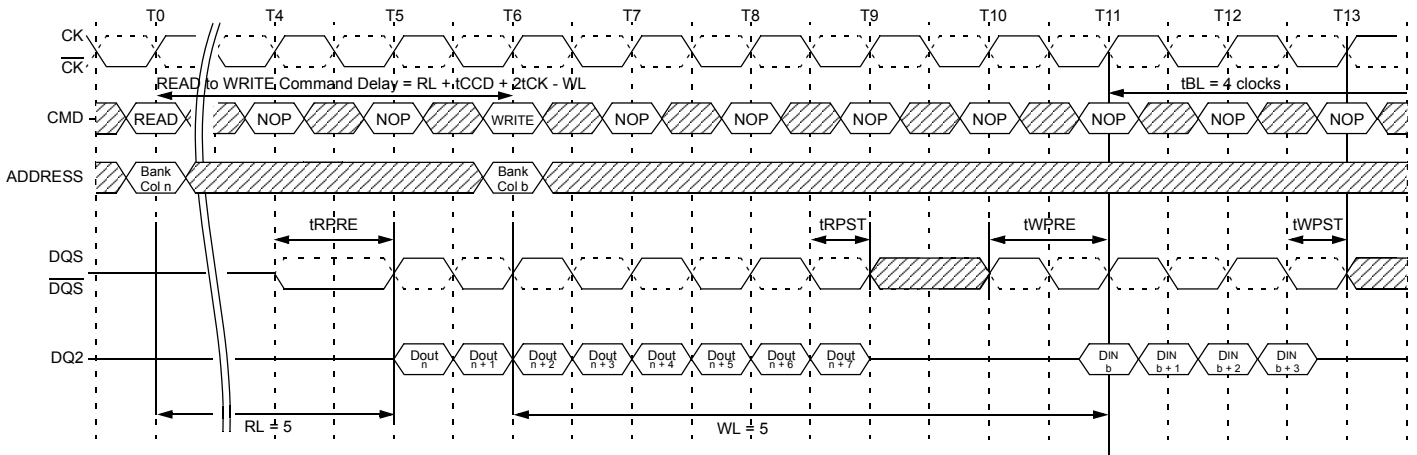 T0 T4 T5 T6 T7 T8 T9 T10 T11 T12 T13
CK
CK
READ to WRITE Command Delay = RL + tCCD + 2tCK - WL
tBL = 4 clocks
CMD READ NOP NOP WRITE NOP NOP NOP NOP NOP NOP NOP
ADDRESS
Bank
Col n
Bank
Col b
tRPRE tRPST tWPRE tWPST
DQS
DQS
DQ2
Dout
n
Dout
n + 1
Dout
n + 2
Dout
n + 3
Dout
n + 4
Dout
n + 5
Dout
n + 6
Dout
n + 7
DIN
b
DIN
b + 1
DIN
b + 2
DIN
b + 3
RL = 5
WL = 5